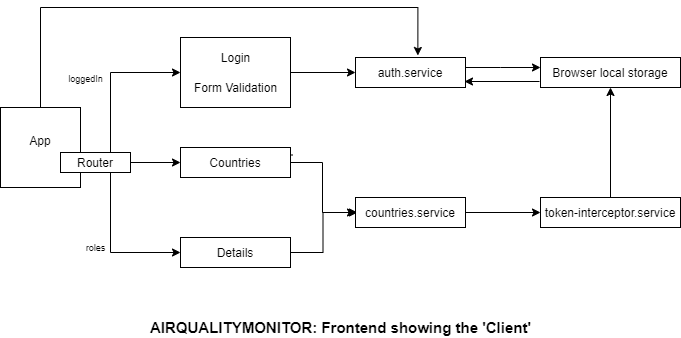 Login
Form Validation
auth.service
Browser local storage
loggedIn
App
Router
Countries
countries.service
token-interceptor.service
roles
Details
AIRQUALITYMONITOR: Frontend showing the 'Client'